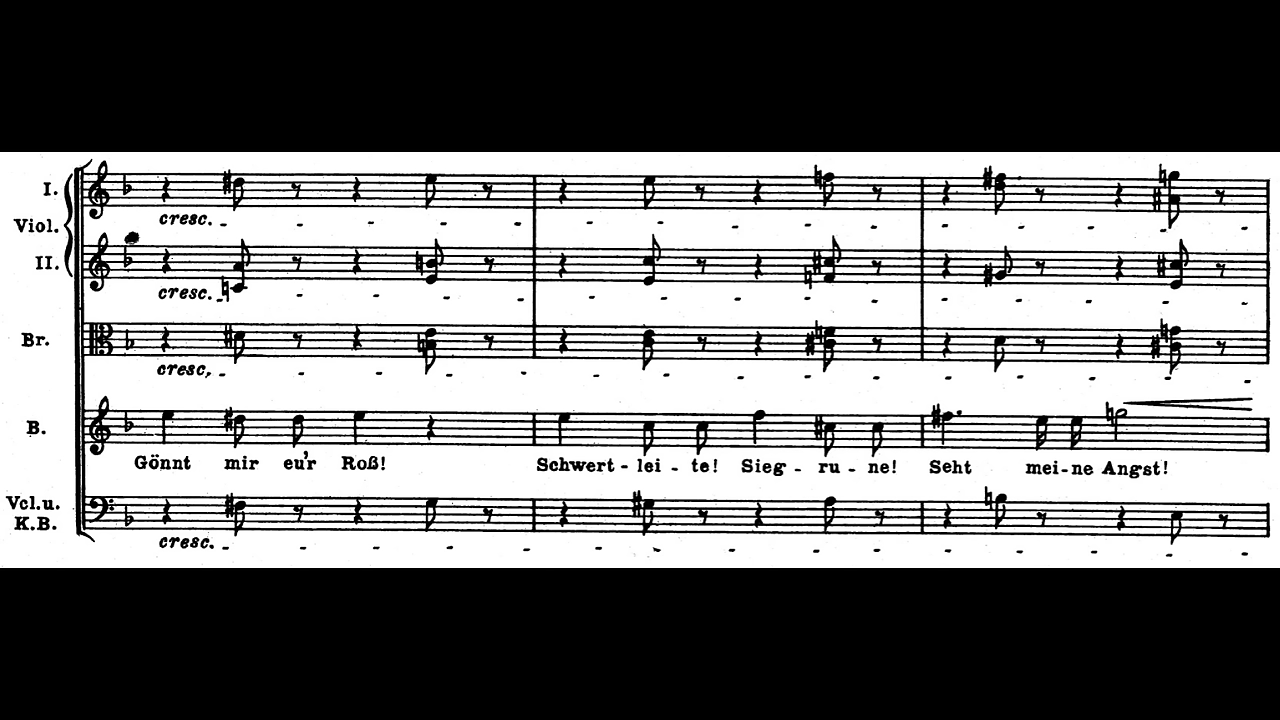 I.
Viol.
cresc.
II.
cresc.
Br.
cresc,
B.
Gönnt mir eu'r Roß! Schwert-lei-te! Sieg-ru-ne! Seht mei-ne Angst!
Vcl.u.
K.B.
cresc.